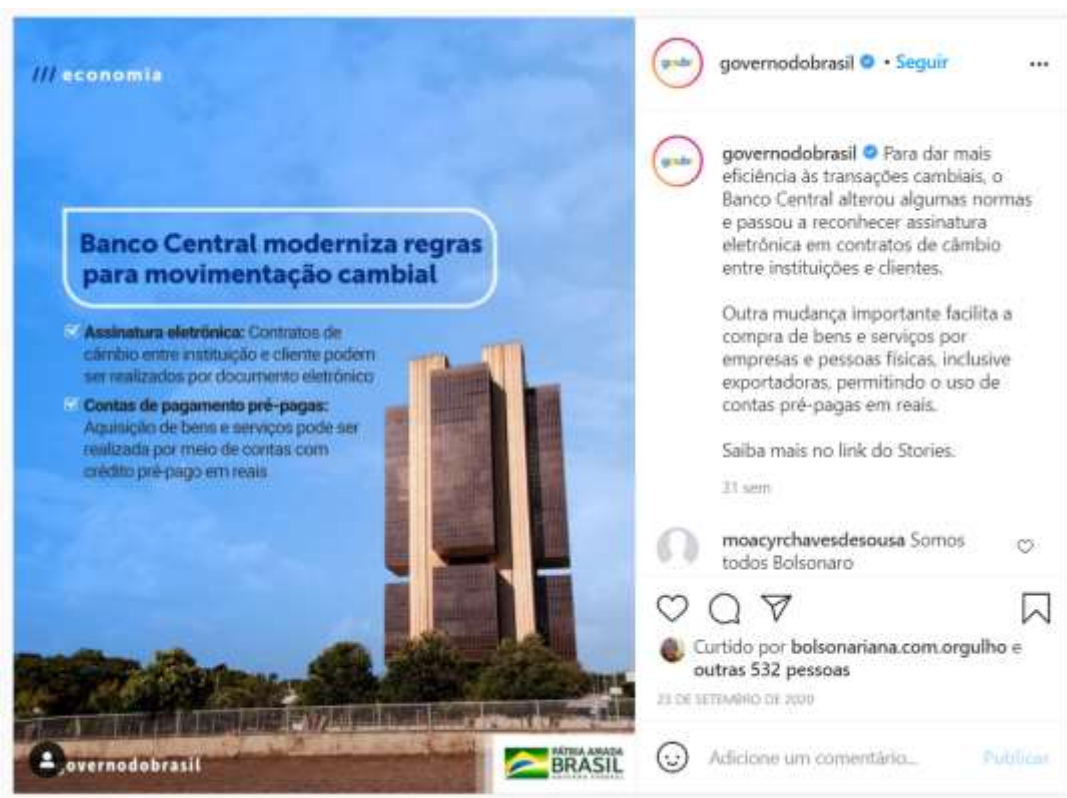 /// economia
Banco Central moderniza regras
para movimentação cambial
Assinatura eletrônica: Contratos de
câmbio entre instituição e cliente podem
ser realizados por documento eletrônico
Contas de pagamento pré-pagas:
Aquisição de bens e serviços pode ser
realizada por meio de contas com
crédito pré-pago em reais
overnodobrasil
PÁTRIA AMADA
BRASIL
GOVERNO FEDERAL
govbr
governodobrasil • Seguir
govbr
governodobrasil Para dar mais
eficiência às transações cambiais, o
Banco Central alterou algumas normas
e passou a reconhecer assinatura
eletrônica em contratos de câmbio
entre instituições e clientes.
Outra mudança importante facilita a
compra de bens e serviços por
empresas e pessoas físicas, inclusive
exportadoras, permitindo o uso de
contas pré-pagas em reais.
Saiba mais no link do Stories.
31 sem
moacyrchavesdesousa Somos
todos Bolsonaro
Curtido por bolsonariana.com.orgulho e
outras 532 pessoas
23 DE SETEMBRO DE 2020
Adicione um comentário...
Publicar